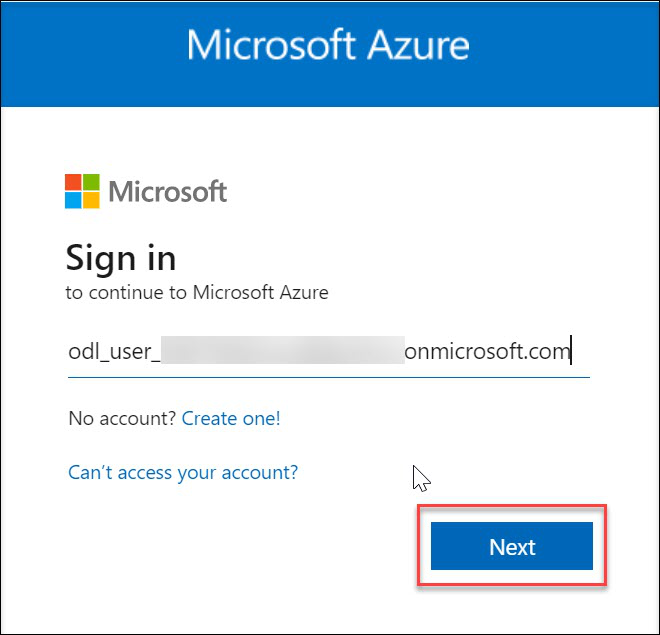 Microsoft Azure
Microsoft
Sign in
to continue to Microsoft Azure
odl_user_ onmicrosoft.com
No account? Create one!
Can't access your account?
Next